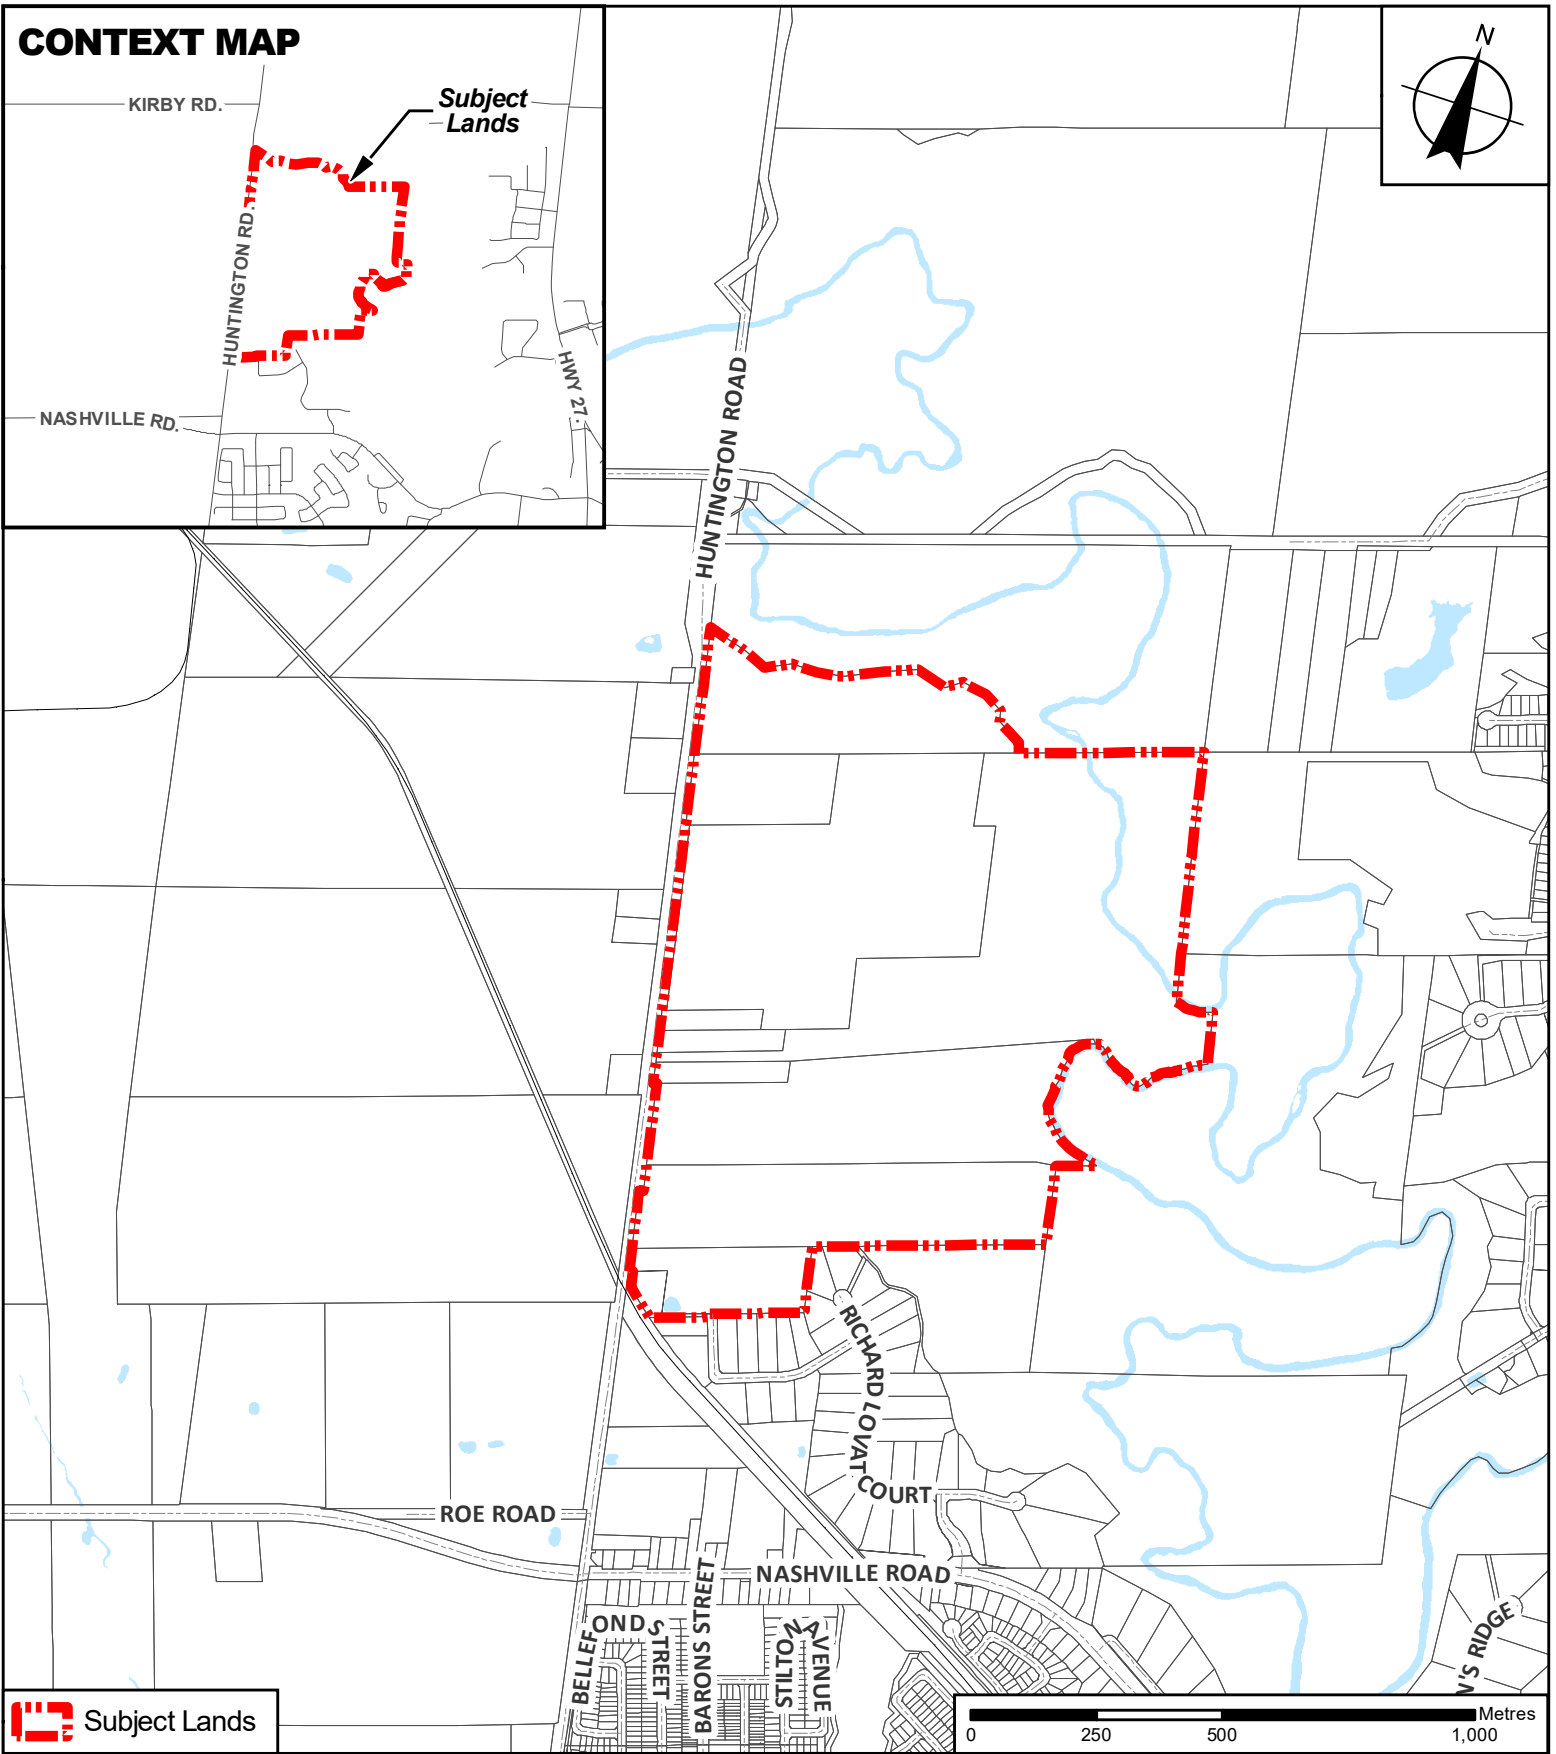 CONTEXT MAP
KIRBY RD.
Subject
Lands
HUNTINGTON RD.
HWY 27
NASHVILLE RD.
N
HUNTINGTON ROAD
RICHARD LOVAT COURT
ROE ROAD
NASHVILLE ROAD
BELLEFOND STREET
BARONS STREET
STILTON AVENUE
N'S RIDGE
Subject Lands
Metres
0 250 500 1,000